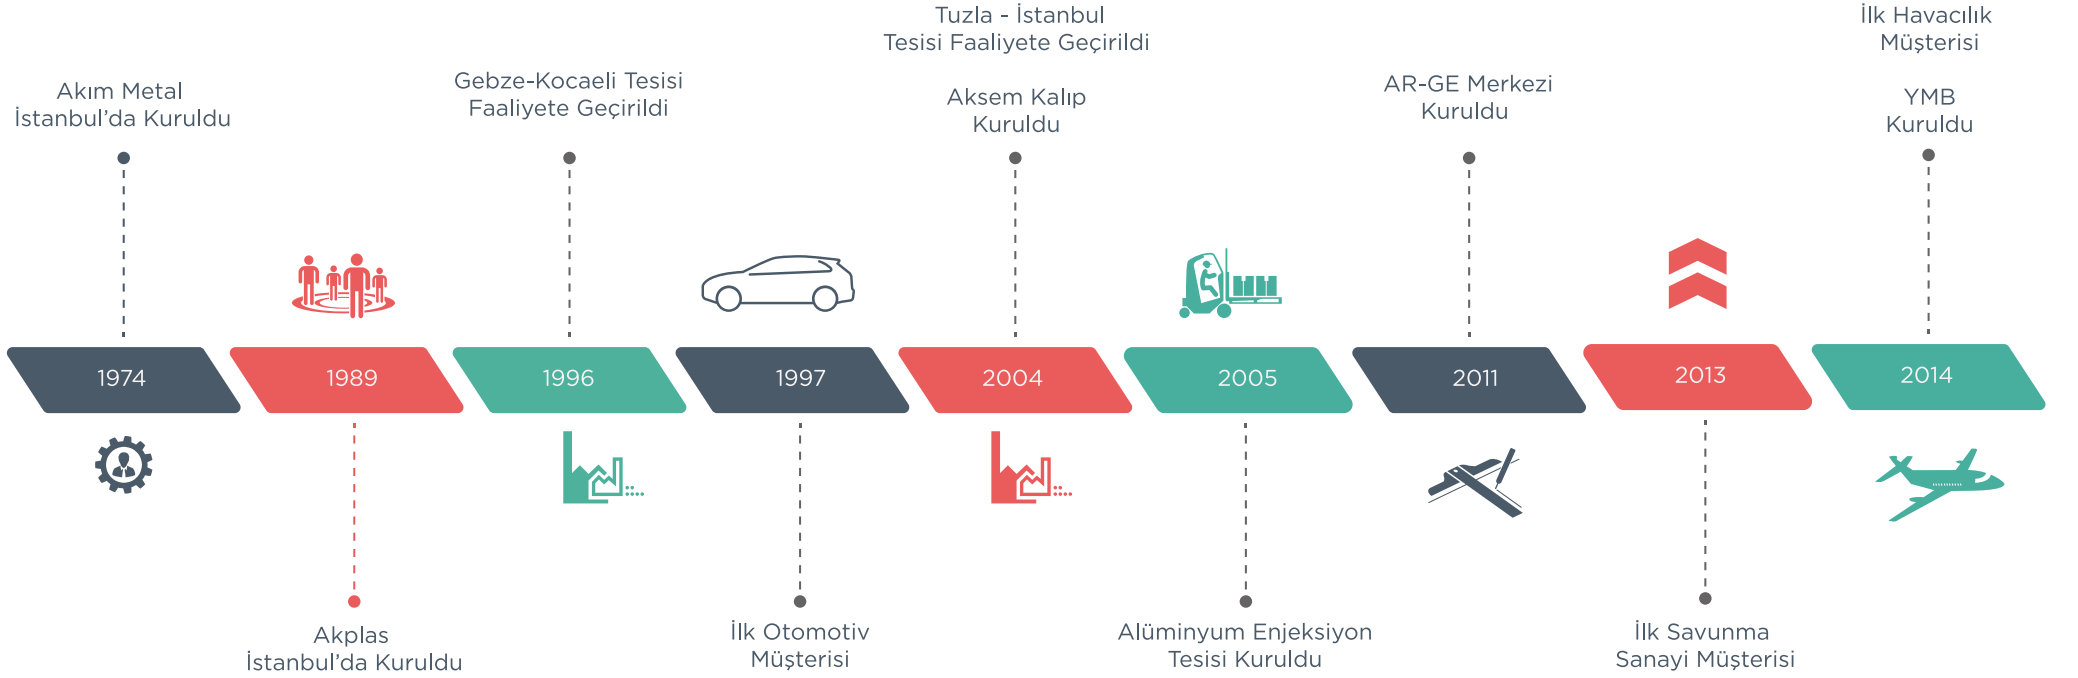 Akım Metal
İstanbul'da Kuruldu
1974
1989
Akplas
İstanbul'da Kuruldu
Gebze-Kocaeli Tesisi
Faaliyete Geçirildi
1996
1997
İlk Otomotiv
Müşterisi
Tuzla - İstanbul
Tesisi Faaliyete Geçirildi
Aksem Kalıp
Kuruldu
2004
2005
Alüminyum Enjeksiyon
Tesisi Kuruldu
AR-GE Merkezi
Kuruldu
2011
2013
İlk Savunma
Sanayi Müşterisi
İlk Havacılık
Müşterisi
YMB
Kuruldu
2014